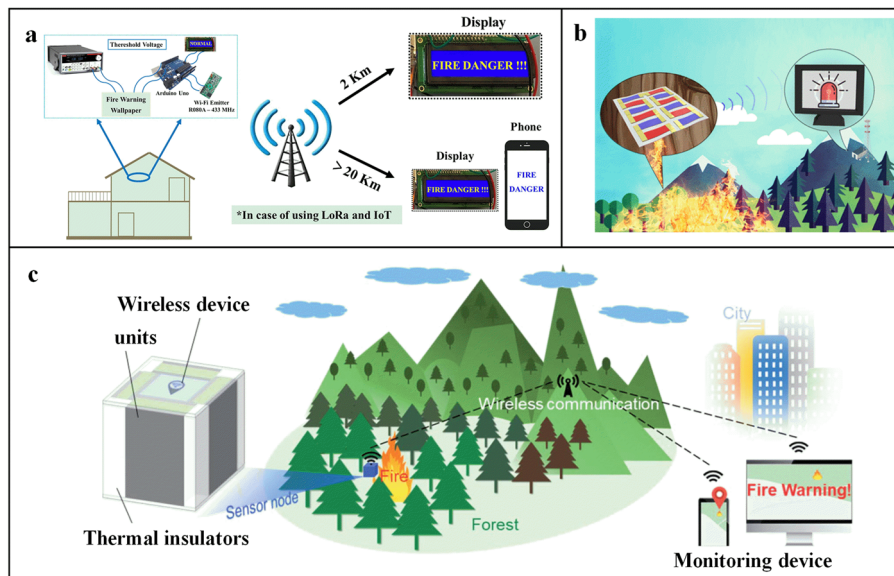 a
Thereshold Voltage
NORMAL
Fire Warning
Wallpaper
Arduino Uno
Wi-Fi Emitter
R080A – 433 MHz
2 Km
> 20 Km
Display
FIRE DANGER !!!
Phone
Display
FIRE DANGER !!!
FIRE
DANGER
*In case of using LoRa and IoT
b
c
Wireless device
units
Thermal insulators
Sensor node
Fire
Forest
Wireless communication
City
Fire Warning!
Monitoring device